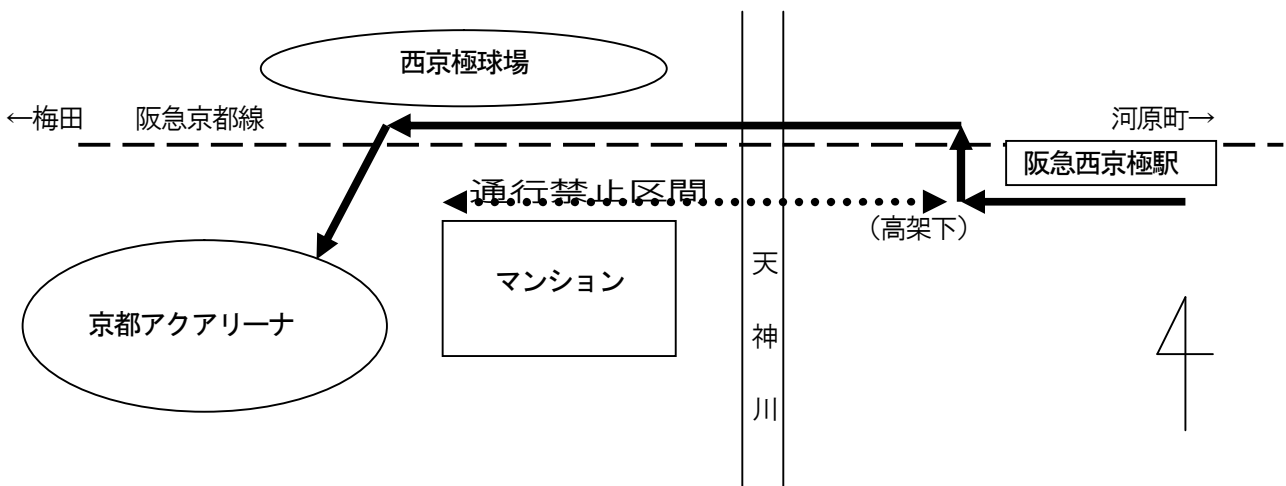 西京極球場
←梅田 阪急京都線 河原町→
阪急西京極駅
通行禁止区間
(高架下)
マンション
天神川
京都アクアリーナ